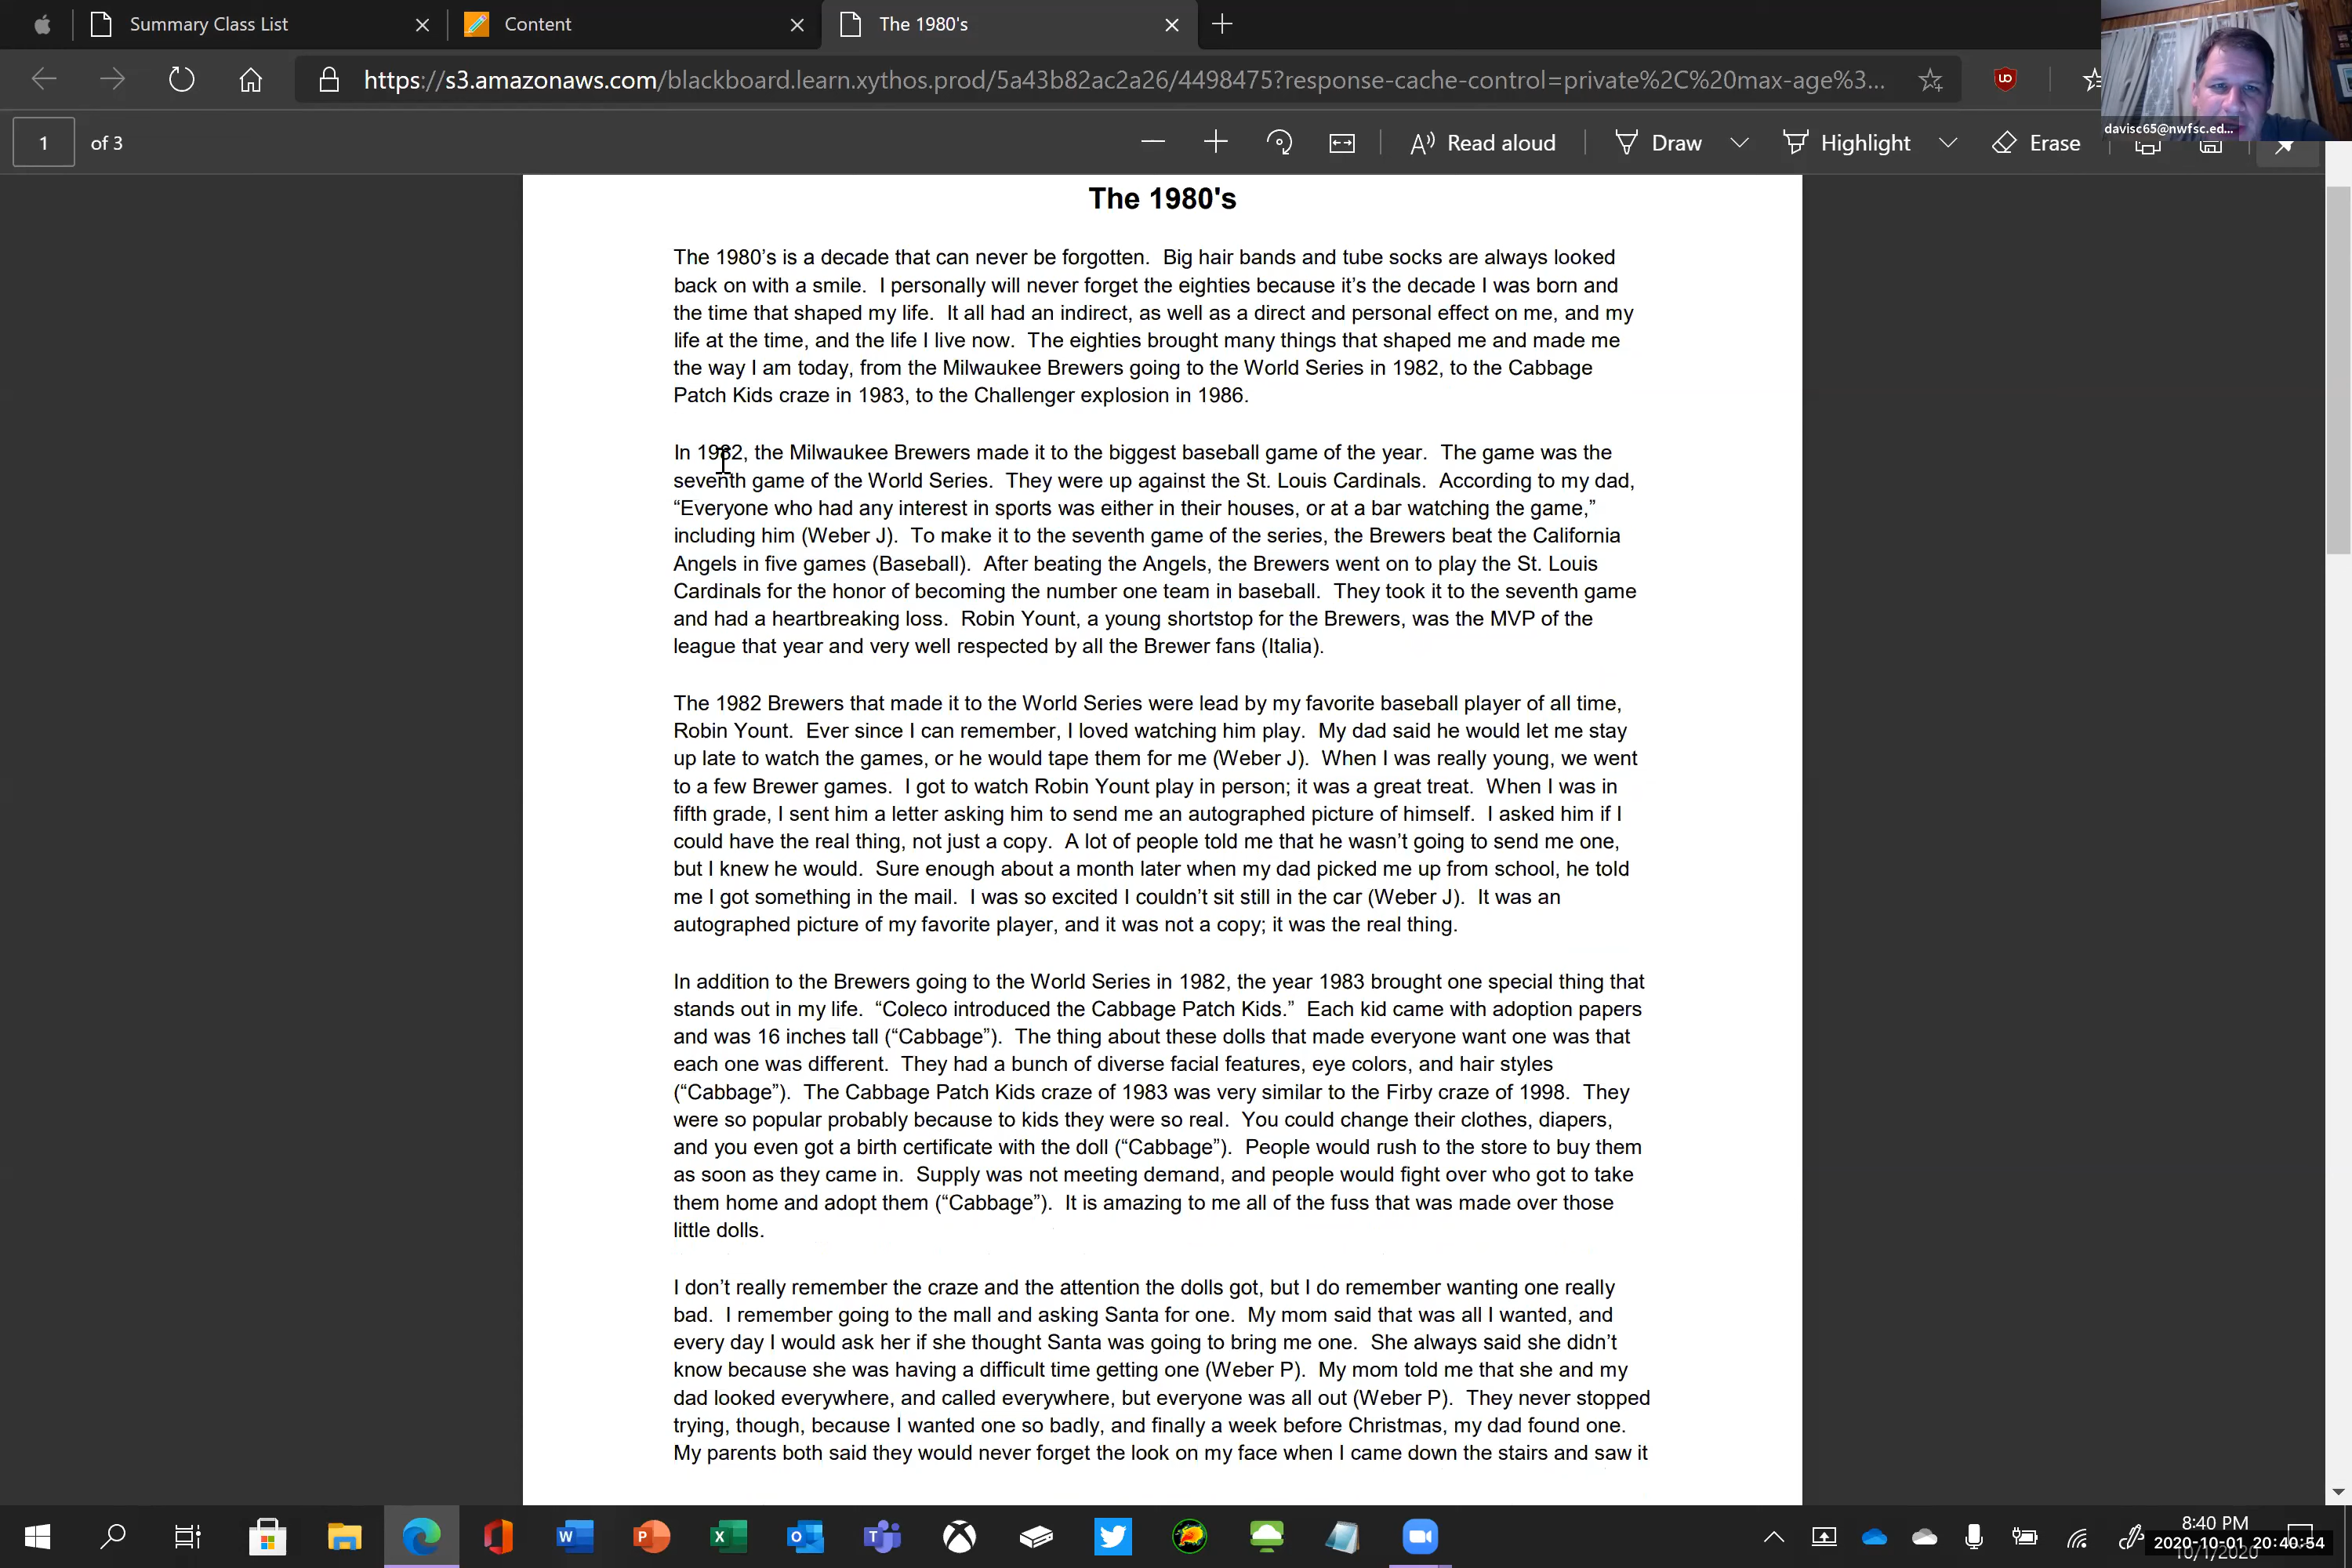 Summary Class List
Content
The 1980's
https://s3.amazonaws.com/blackboard.learn.xythos.prod/5a43b82ac2a26/4498475?response-cache-control=private%2C%20max-age%3...
davisc65@nwfsc.ed...
1 of 3
Read aloud
Draw
Highlight
Erase
The 1980's
The 1980’s is a decade that can never be forgotten. Big hair bands and tube socks are always looked
back on with a smile. I personally will never forget the eighties because it’s the decade I was born and
the time that shaped my life. It all had an indirect, as well as a direct and personal effect on me, and my
life at the time, and the life I live now. The eighties brought many things that shaped me and made me
the way I am today, from the Milwaukee Brewers going to the World Series in 1982, to the Cabbage
Patch Kids craze in 1983, to the Challenger explosion in 1986.
In 1982, the Milwaukee Brewers made it to the biggest baseball game of the year. The game was the
seventh game of the World Series. They were up against the St. Louis Cardinals. According to my dad,
“Everyone who had any interest in sports was either in their houses, or at a bar watching the game,”
including him (Weber J). To make it to the seventh game of the series, the Brewers beat the California
Angels in five games (Baseball). After beating the Angels, the Brewers went on to play the St. Louis
Cardinals for the honor of becoming the number one team in baseball. They took it to the seventh game
and had a heartbreaking loss. Robin Yount, a young shortstop for the Brewers, was the MVP of the
league that year and very well respected by all the Brewer fans (Italia).
The 1982 Brewers that made it to the World Series were lead by my favorite baseball player of all time,
Robin Yount. Ever since I can remember, I loved watching him play. My dad said he would let me stay
up late to watch the games, or he would tape them for me (Weber J). When I was really young, we went
to a few Brewer games. I got to watch Robin Yount play in person; it was a great treat. When I was in
fifth grade, I sent him a letter asking him to send me an autographed picture of himself. I asked him if I
could have the real thing, not just a copy. A lot of people told me that he wasn’t going to send me one,
but I knew he would. Sure enough about a month later when my dad picked me up from school, he told
me I got something in the mail. I was so excited I couldn’t sit still in the car (Weber J). It was an
autographed picture of my favorite player, and it was not a copy; it was the real thing.
In addition to the Brewers going to the World Series in 1982, the year 1983 brought one special thing that
stands out in my life. “Coleco introduced the Cabbage Patch Kids.” Each kid came with adoption papers
and was 16 inches tall (“Cabbage”). The thing about these dolls that made everyone want one was that
each one was different. They had a bunch of diverse facial features, eye colors, and hair styles
(“Cabbage”). The Cabbage Patch Kids craze of 1983 was very similar to the Firby craze of 1998. They
were so popular probably because to kids they were so real. You could change their clothes, diapers,
and you even got a birth certificate with the doll (“Cabbage”). People would rush to the store to buy them
as soon as they came in. Supply was not meeting demand, and people would fight over who got to take
them home and adopt them (“Cabbage”). It is amazing to me all of the fuss that was made over those
little dolls.
I don’t really remember the craze and the attention the dolls got, but I do remember wanting one really
bad. I remember going to the mall and asking Santa for one. My mom said that was all I wanted, and
every day I would ask her if she thought Santa was going to bring me one. She always said she didn’t
know because she was having a difficult time getting one (Weber P). My mom told me that she and my
dad looked everywhere, and called everywhere, but everyone was all out (Weber P). They never stopped
trying, though, because I wanted one so badly, and finally a week before Christmas, my dad found one.
My parents both said they would never forget the look on my face when I came down the stairs and saw it
8:40 PM
2020-10-01 20:40:54
10/1/2020